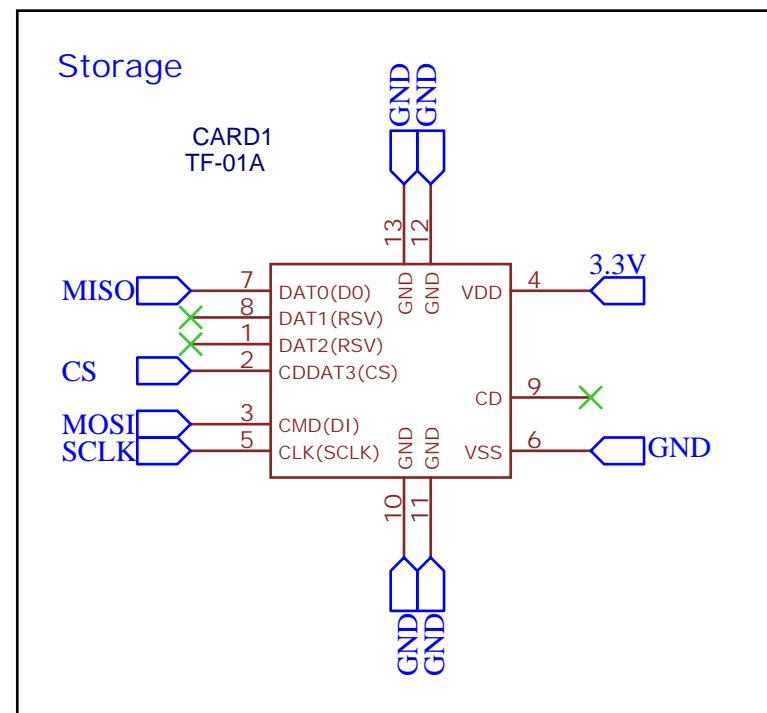 Storage
GND GND
CARD1
TF-01A
13 12
MISO 7 DAT0(D0) GND GND VDD 4 3.3V
8 DAT1(RSV)
1 DAT2(RSV)
CS 2 CDDAT3(CS)
CD 9
MOSI 3 CMD(DI)
SCLK 5 CLK(SCLK) GND GND VSS 6 GND
10 11
GND GND